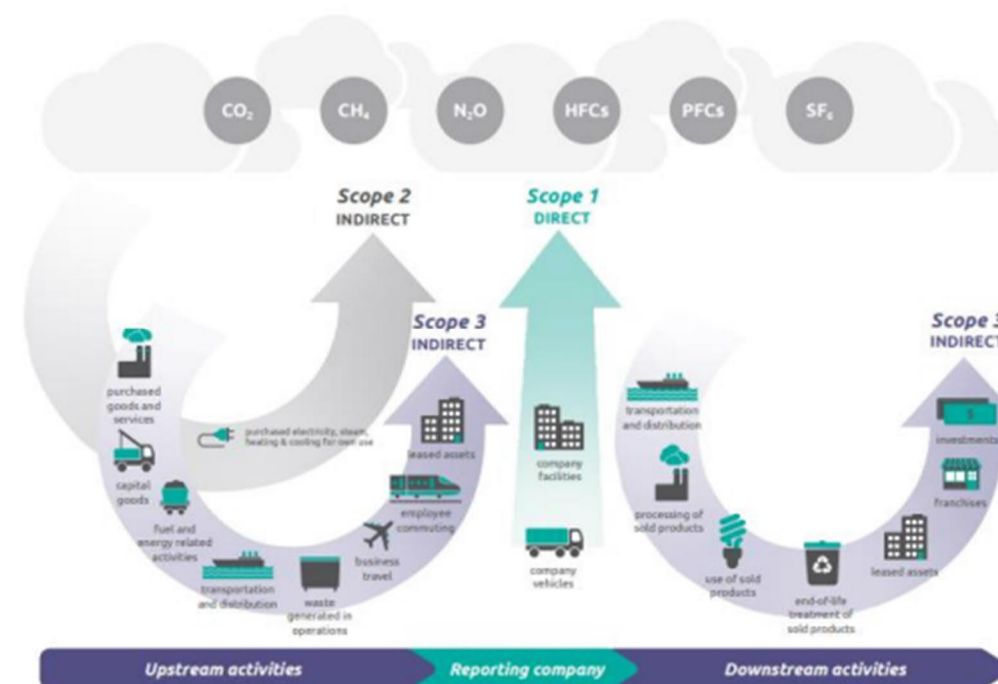 CO₂
CH₄
N₂O
HFCs
PFCs
SF₆
Scope 2
INDIRECT
Scope 1
DIRECT
Scope 3
INDIRECT
Scope 3
INDIRECT
purchased
goods and
services
capital
goods
fuel and
energy related
activities
transportation
and distribution
waste
generated in
operations
business
travel
employee
commuting
leased assets
purchased electricity, steam,
heating & cooling for own use
company
facilities
company
vehicles
transportation
and distribution
processing of
sold products
use of sold
products
end-of-life
treatment of
sold products
leased assets
franchises
investments
$
Upstream activities
Reporting company
Downstream activities